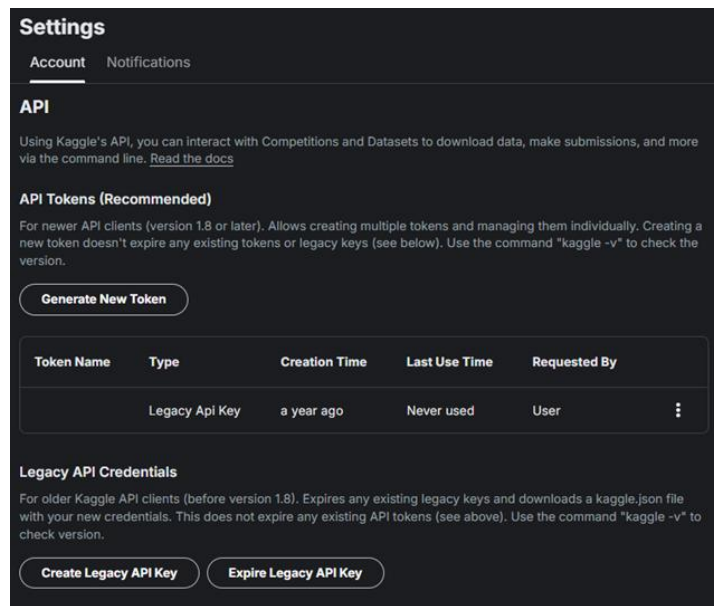 Settings
Account Notifications
API
Using Kaggle's API, you can interact with Competitions and Datasets to download data, make submissions, and more
via the command line. Read the docs
API Tokens (Recommended)
For newer API clients (version 1.8 or later). Allows creating multiple tokens and managing them individually. Creating a
new token doesn't expire any existing tokens or legacy keys (see below). Use the command "kaggle -v" to check the
version.
Generate New Token
Token Name Type Creation Time Last Use Time Requested By
Legacy Api Key a year ago Never used User
Legacy API Credentials
For older Kaggle API clients (before version 1.8). Expires any existing legacy keys and downloads a kaggle.json file
with your new credentials. This does not expire any existing API tokens (see above). Use the command "kaggle -v" to
check version.
Create Legacy API Key Expire Legacy API Key